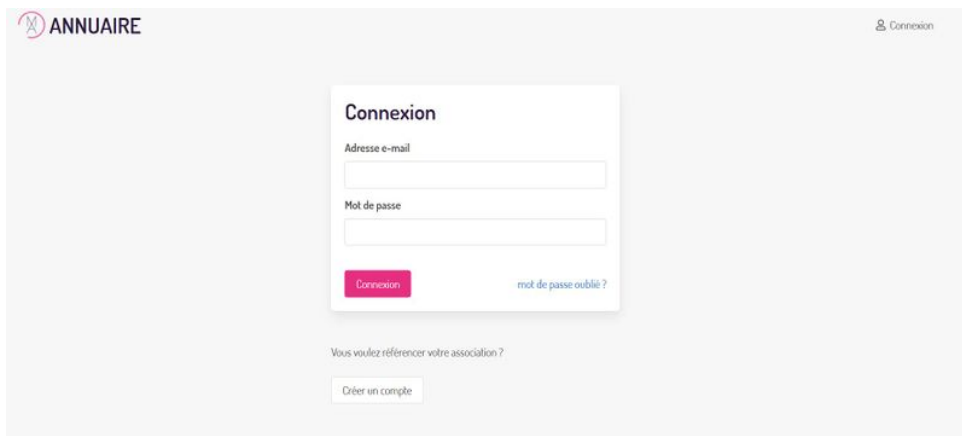 ANNUAIRE
Connexion
Connexion
Adresse e-mail
Mot de passe
Connexion
mot de passe oublié ?
Vous voulez référencer votre association ?
Créer un compte